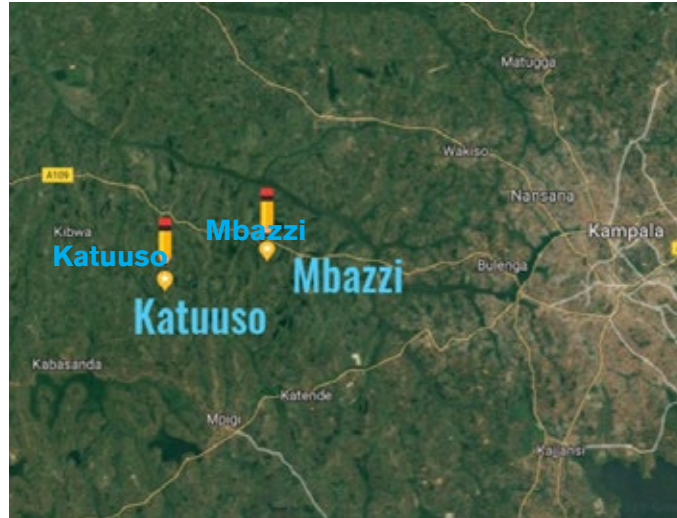 Matugga
Wakiso
A109
Nansana
Kibwa
Mbazzi
Kampala
Katuuso
Bulenga
Mbazzi
Katuuso
Kabasanda
Katende
Mpigi
Kajjansi